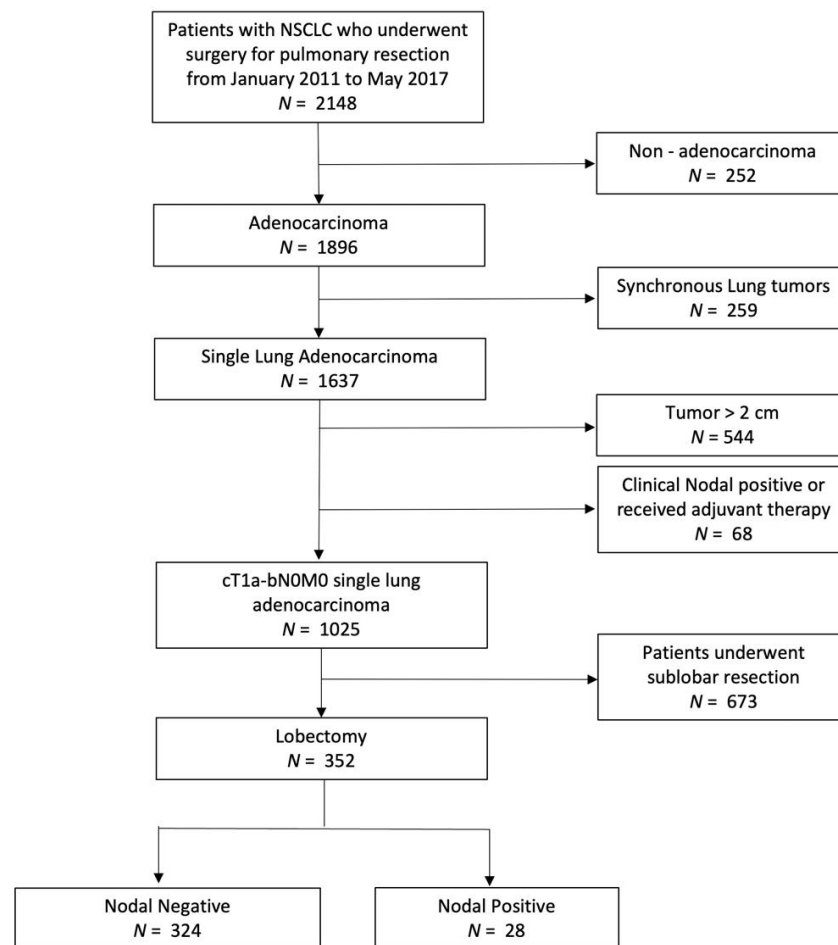 Patients with NSCLC who underwent
surgery for pulmonary resection
from January 2011 to May 2017
N = 2148
Non - adenocarcinoma
N = 252
Adenocarcinoma
N = 1896
Synchronous Lung tumors
N = 259
Single Lung Adenocarcinoma
N = 1637
Tumor > 2 cm
N = 544
Clinical Nodal positive or
received adjuvant therapy
N = 68
cT1a-bN0M0 single lung
adenocarcinoma
N = 1025
Patients underwent
sublobar resection
N = 673
Lobectomy
N = 352
Nodal Negative
N = 324
Nodal Positive
N = 28